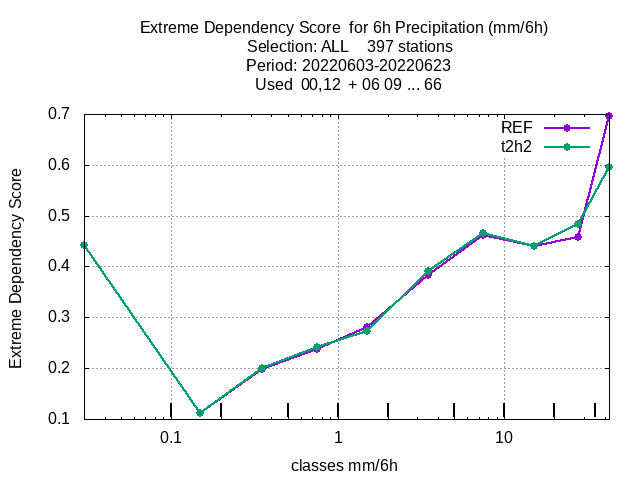 Extreme Dependency Score  for 6h Precipitation (mm/6h)
Selection: ALL    397 stations
Period: 20220603-20220623
Used  00,12  + 06 09 ... 66
REF
t2h2
Extreme Dependency Score
0.7
0.6
0.5
0.4
0.3
0.2
0.1
0.1 1 10
classes mm/6h